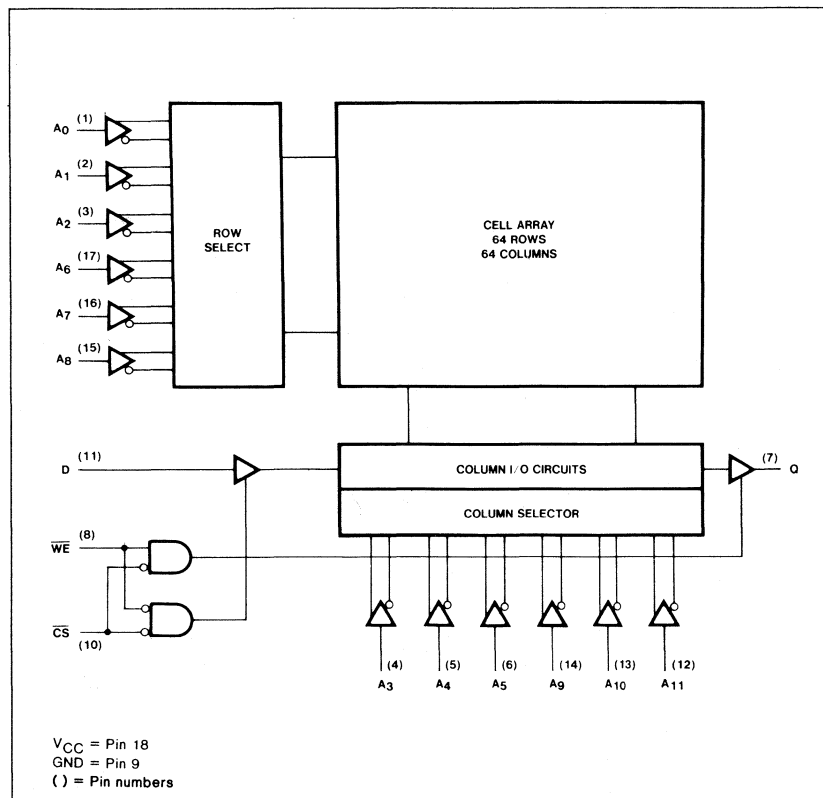 A0 (1)
A1 (2)
A2 (3)
A6 (17)
A7 (16)
A8 (15)
ROW
SELECT
CELL ARRAY
64 ROWS
64 COLUMNS
D (11)
COLUMN I/O CIRCUITS
(7) Q
COLUMN SELECTOR
WE (8)
CS
(10)
(4) (5) (6) (14) (13) (12)
A3 A4 A5 A9 A10 A11
VCC = Pin 18
GND = Pin 9
( ) = Pin numbers